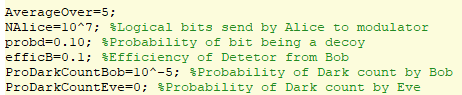 AverageOver=5;
NAlice=10^7; %Logical bits send by Alice to modulator
probd=0.10; %Probability of bit being a decoy
efficB=0.1; %Efficiency of Detetor from Bob
ProDarkCountBob=10^-5; %Probability of Dark count by Bob
ProDarkCountEve=0; %Probability of Dark count by Eve